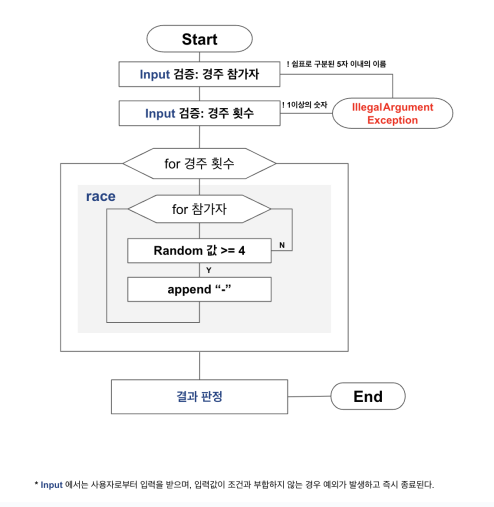 Start
! 쉼표로 구분된 5자 이내의 이름
Input 검증: 경주 참가자
! 1이상의 숫자
Input 검증: 경주 횟수
IllegalArgument
Exception
for 경주 횟수
race
for 참가자
Random 값 >= 4
N
Y
append “-”
결과 판정
End
* Input 에서는 사용자로부터 입력을 받으며, 입력값이 조건과 부합하지 않는 경우 예외가 발생하고 즉시 종료된다.